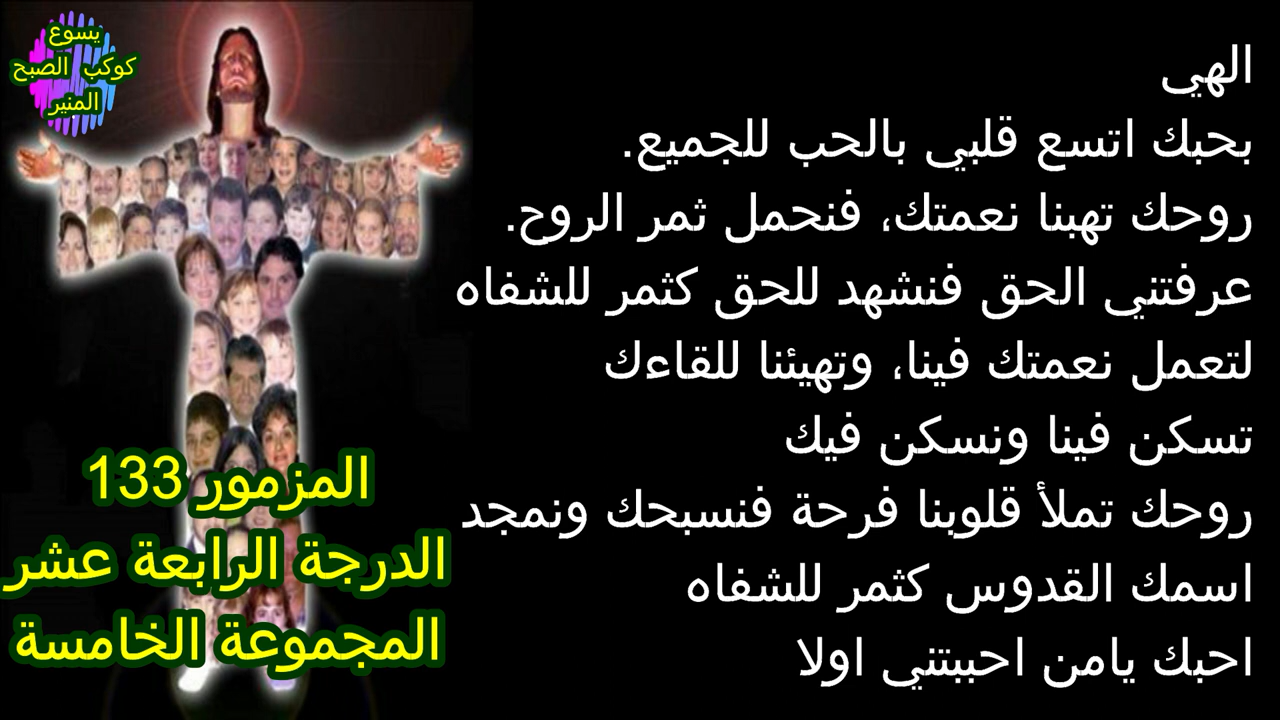 يسوع
كوكب الصبح
المنير
الهي
بحبك اتسع قلبي بالحب للجميع.
روحك تهبنا نعمتك، فنحمل ثمر الروح.
عرفتني الحق فنشهد للحق كثمر للشفاه
لتعمل نعمتك فينا، وتهيئنا للقاءك
تسكن فينا ونسكن فيك
روحك تملأ قلوبنا فرحة فنسبحك ونمجد
اسمك القدوس كثمر للشفاه
احبك يامن احببتني اولا
المزمور 133
الدرجة الرابعة عشر
المجموعة الخامسة